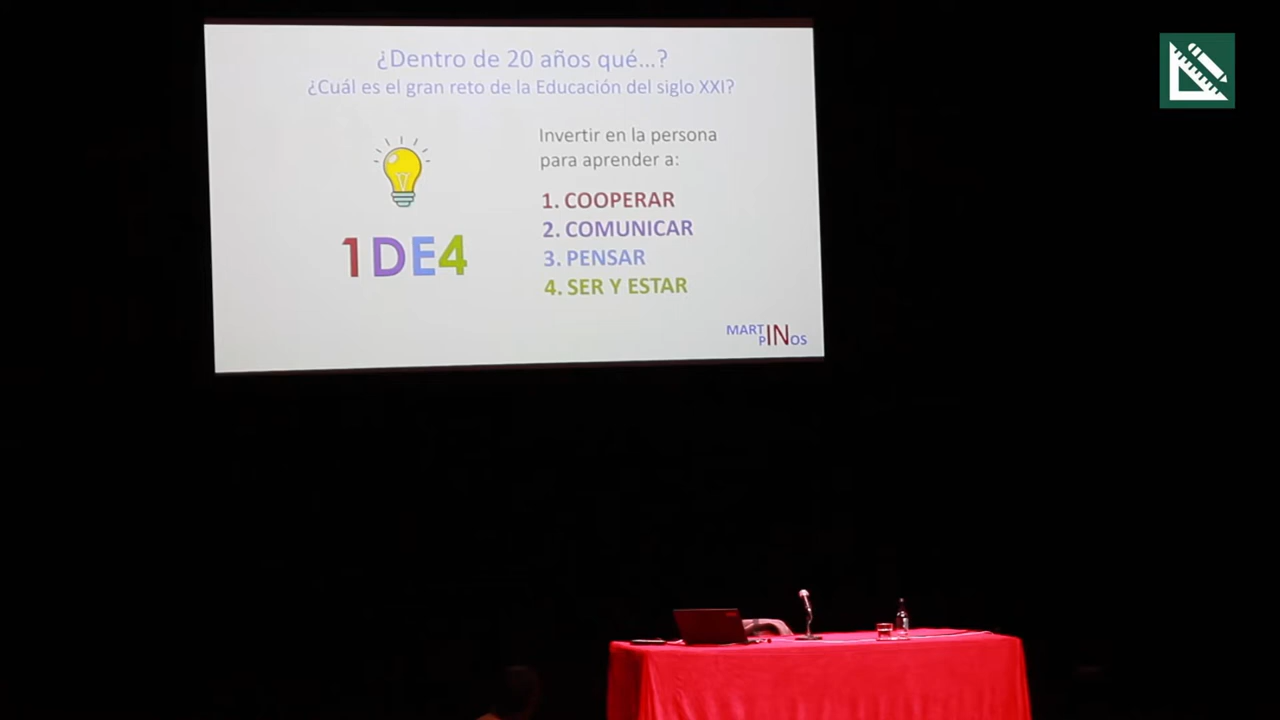 ¿Dentro de 20 años qué...?
¿Cuál es el gran reto de la Educación del siglo XXI?
1DE4
Invertir en la persona
para aprender a:
1. COOPERAR
2. COMUNICAR
3. PENSAR
4. SER Y ESTAR
MARTINOS
PINOS